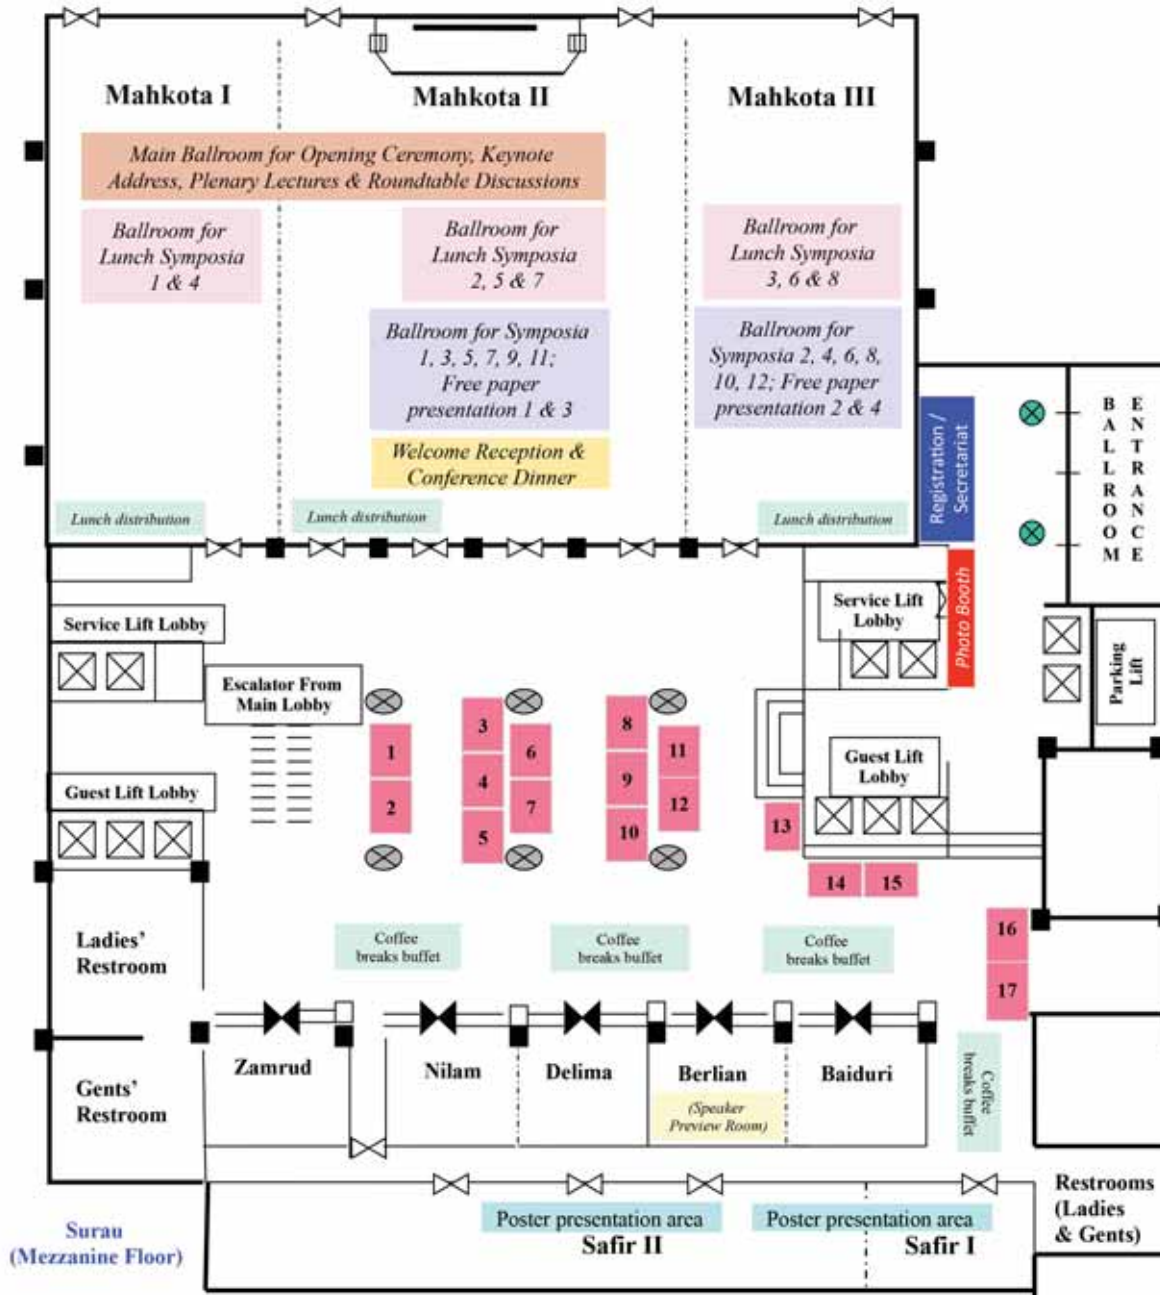 Mahkota I
Mahkota II
Mahkota III
Main Ballroom for Opening Ceremony, Keynote
Address, Plenary Lectures & Roundtable Discussions
Ballroom for
Lunch Symposia
1 & 4
Ballroom for
Lunch Symposia
2, 5 & 7
Ballroom for
Lunch Symposia
3, 6 & 8
Ballroom for Symposia
1, 3, 5, 7, 9, 11;
Free paper
presentation 1 & 3
Ballroom for
Symposia 2, 4, 6, 8,
10, 12; Free paper
presentation 2 & 4
Welcome Reception &
Conference Dinner
Lunch distribution
Lunch distribution
Lunch distribution
Registration /
Secretariat
BALLROOM
ENTRANCE
Photo Booth
Service Lift Lobby
Service Lift
Lobby
Parking
Lift
Escalator From
Main Lobby
Guest Lift Lobby
Guest Lift
Lobby
1
2
3
4
5
6
7
8
9
10
11
12
13
14
15
16
17
Ladies'
Restroom
Coffee
breaks buffet
Coffee
breaks buffet
Coffee
breaks buffet
Coffee
breaks buffet
Gents'
Restroom
Zamrud
Nilam
Delima
Berlian
Baiduri
(Speaker
Preview Room)
Restrooms
(Ladies
& Gents)
Poster presentation area
Poster presentation area
Safir II
Safir I
Surau
(Mezzanine Floor)